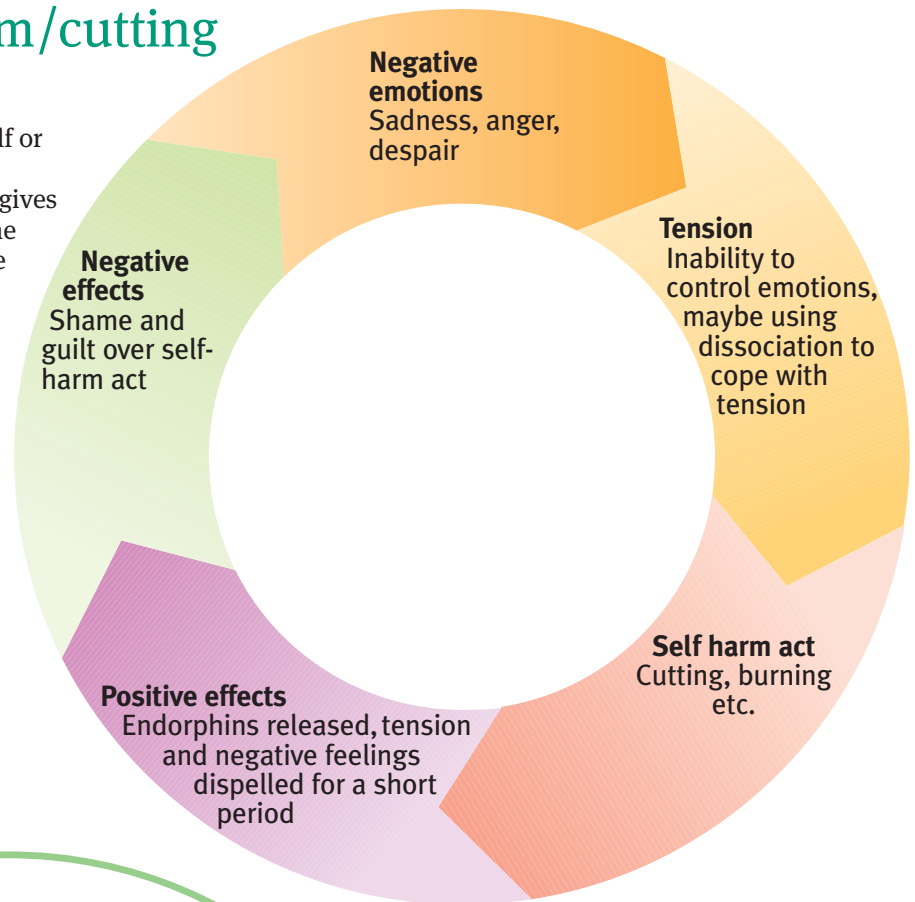 m/cutting
lf or
gives
ne
e
Negative
emotions
Sadness, anger,
despair
Tension
Inability to
control emotions,
maybe using
dissociation to
cope with
tension
Self harm act
Cutting, burning
etc.
Positive effects
Endorphins released, tension
and negative feelings
dispelled for a short
period
Negative
effects
Shame and
guilt over self-
harm act